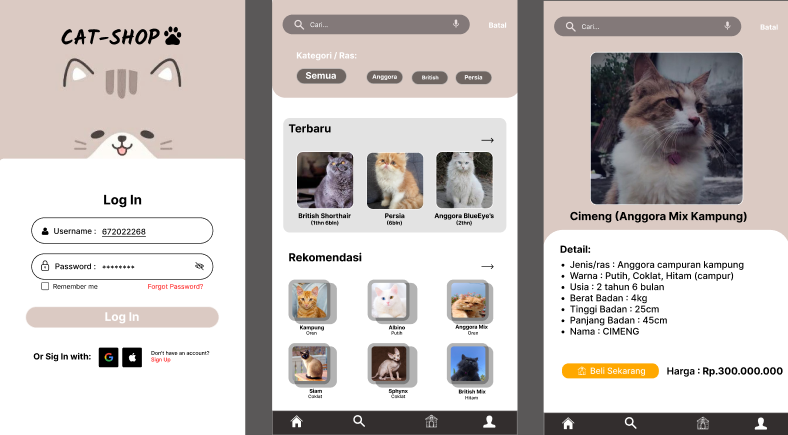 CAT-SHOP
Log In
Username : 672022268
Password : ********
Remember me
Forgot Password?
Log In
Or Sig In with:
Don't have an account?
Sign Up
Cari...
Batal
Kategori / Ras:
Semua
Anggora
British
Persia
Terbaru
British Shorthair
(1thn 6bln)
Persia
(6bln)
Anggora BlueEye's
(2thn)
Rekomendasi
Kampung
Oren
Albino
Putih
Anggora Mix
Oren
Siam
Coklat
Sphynx
Coklat
British Mix
Hitam
Cari...
Batal
Cimeng (Anggora Mix Kampung)
Detail:
• Jenis/ras : Anggora campuran kampung
• Warna : Putih, Coklat, Hitam (campur)
• Usia : 2 tahun 6 bulan
• Berat Badan : 4kg
• Tinggi Badan : 25cm
• Panjang Badan : 45cm
• Nama : CIMENG
Beli Sekarang
Harga : Rp.300.000.000